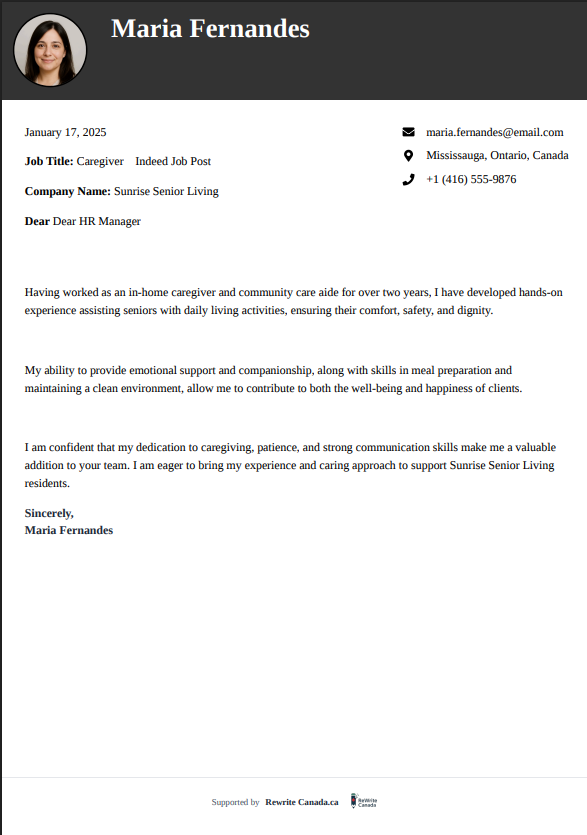 Maria Fernandes
January 17, 2025
Job Title: Caregiver Indeed Job Post
Company Name: Sunrise Senior Living
Dear Dear HR Manager
maria.fernandes@email.com
Mississauga, Ontario, Canada
+1 (416) 555-9876
Having worked as an in-home caregiver and community care aide for over two years, I have developed hands-on
experience assisting seniors with daily living activities, ensuring their comfort, safety, and dignity.
My ability to provide emotional support and companionship, along with skills in meal preparation and
maintaining a clean environment, allow me to contribute to both the well-being and happiness of clients.
I am confident that my dedication to caregiving, patience, and strong communication skills make me a valuable
addition to your team. I am eager to bring my experience and caring approach to support Sunrise Senior Living
residents.
Sincerely,
Maria Fernandes
Supported by Rewrite Canada.ca
ReWrite
Canada